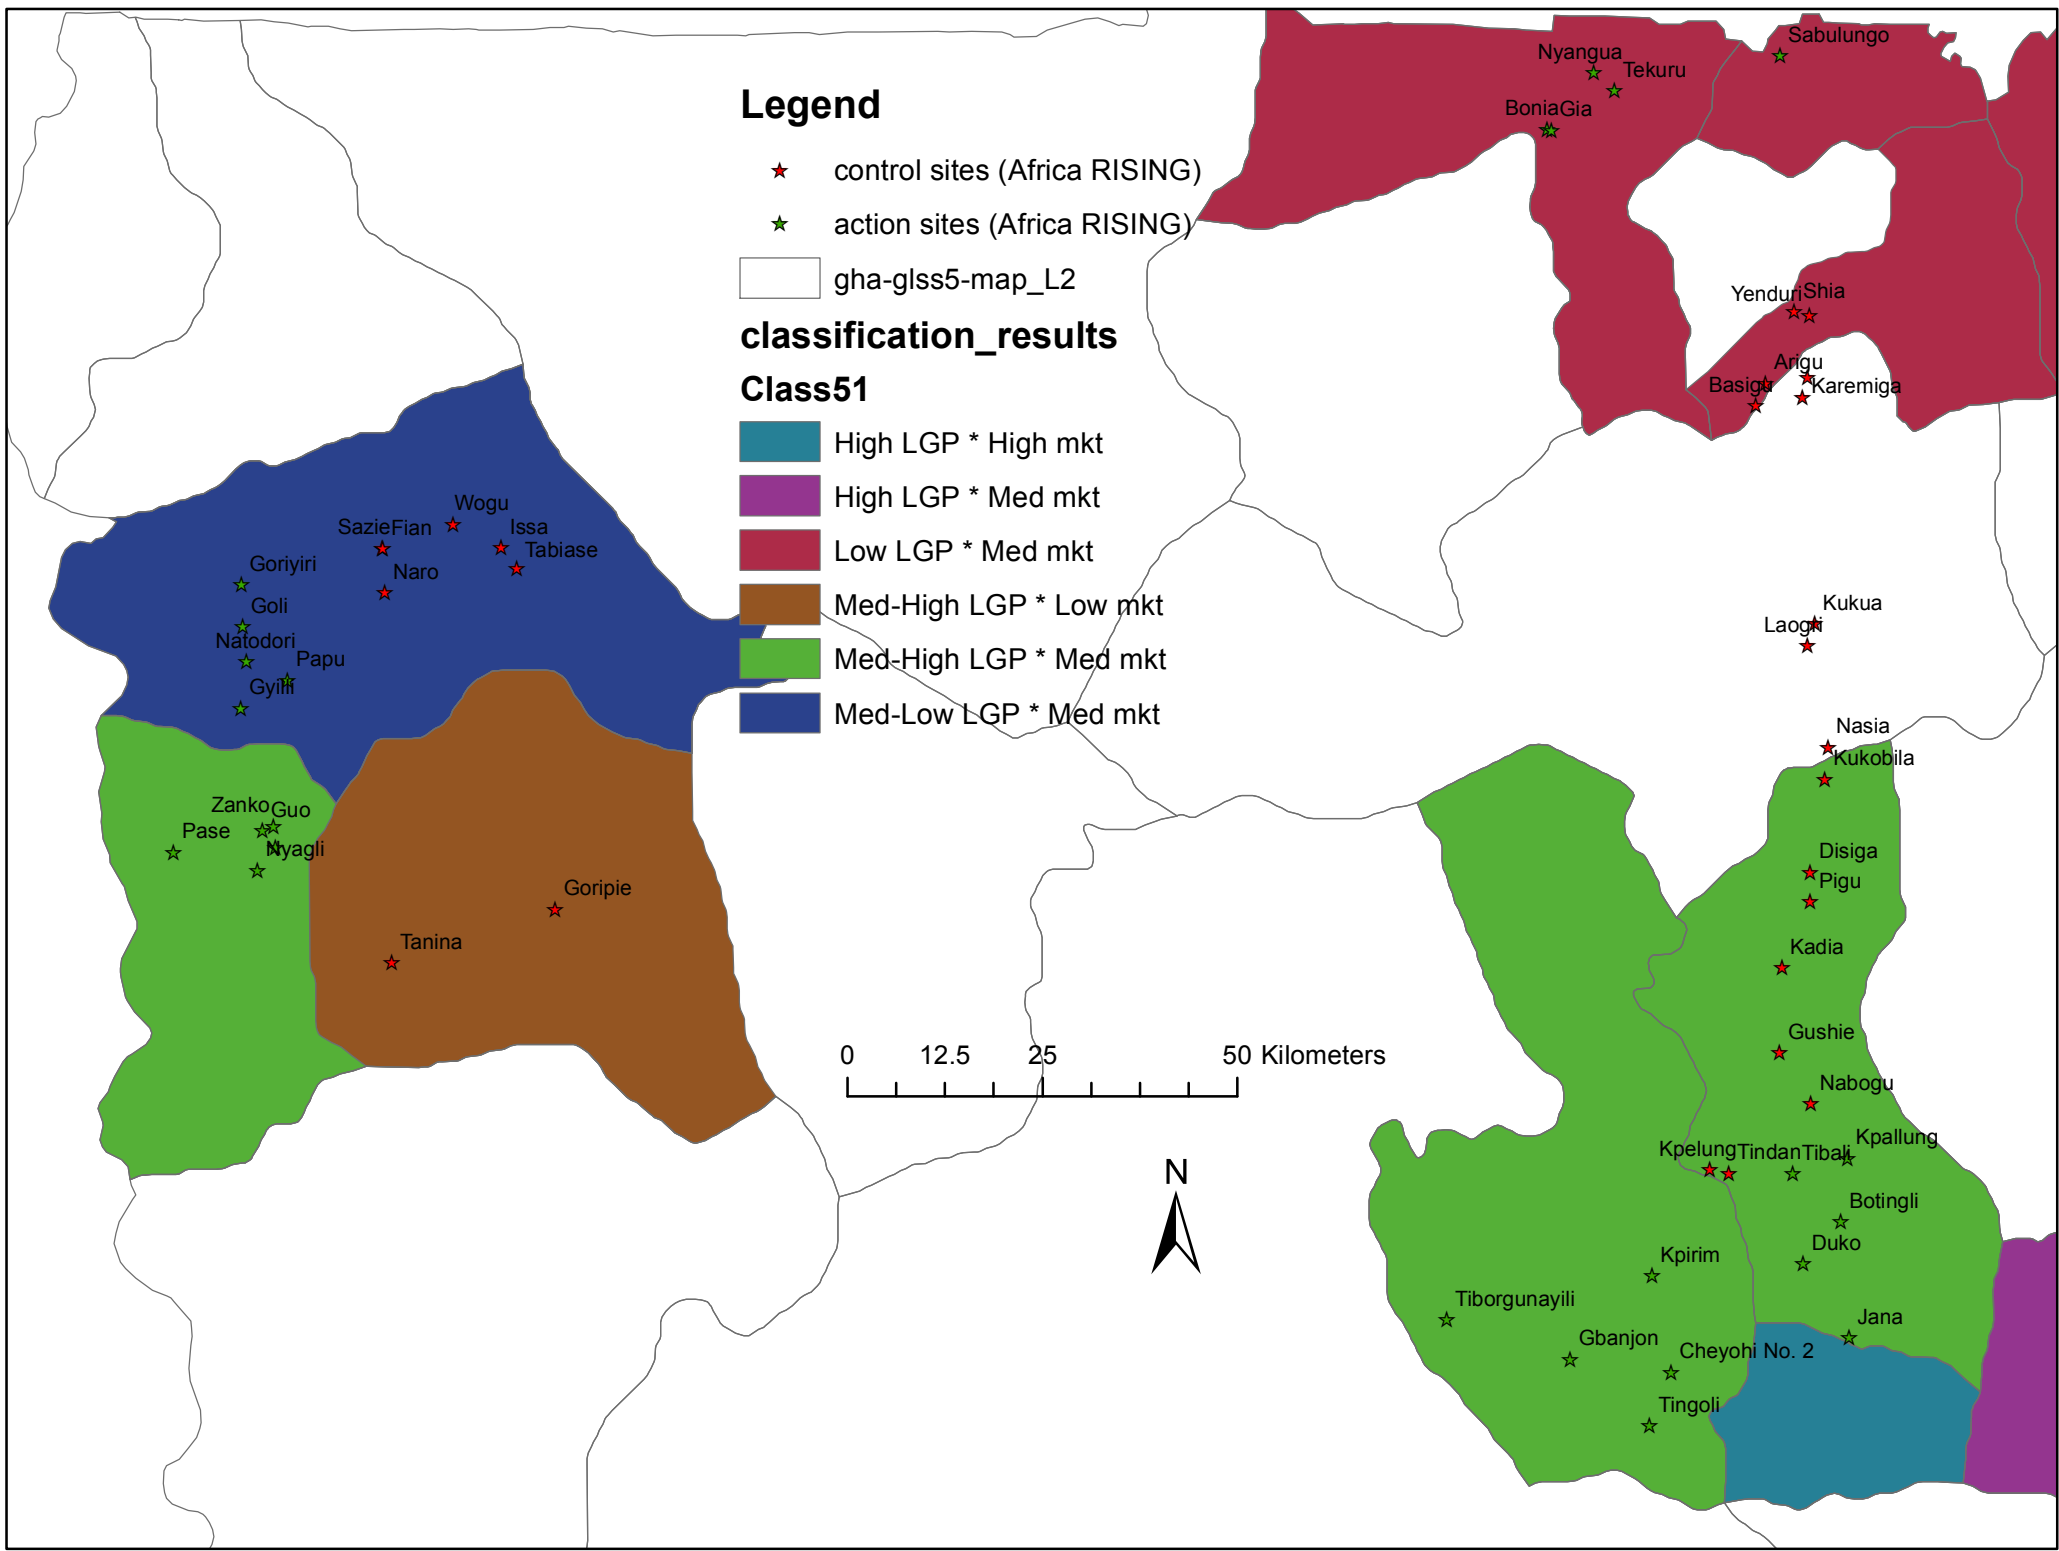 Sabulungo
Nyangua
Tekuru
BoniaGia
Legend
control sites (Africa RISING)
action sites (Africa RISING)
gha-glss5-map_L2
classification_results
Class51
High LGP * High mkt
High LGP * Med mkt
Low LGP * Med mkt
Med-High LGP * Low mkt
Med-High LGP * Med mkt
Med-Low LGP * Med mkt
YenduriShia
Arigu
Basigu
Karemiga
Wogu
SazieFian
Issa
Tabiase
Goriyiri
Naro
Goli
Natodori
Papu
Gyilli
Kukua
Laogri
Nasia
Kukobila
Zanko
Guo
Pase
Nyagli
Goripie
Tanina
Disiga
Pigu
Kadia
Gushie
Nabogu
0 12.5 25 50 Kilometers
N
Kpallung
Kpelung
TindanTibali
Botingli
Duko
Kpirim
Tiborgunayili
Jana
Gbanjon
Cheyohi No. 2
Tingoli